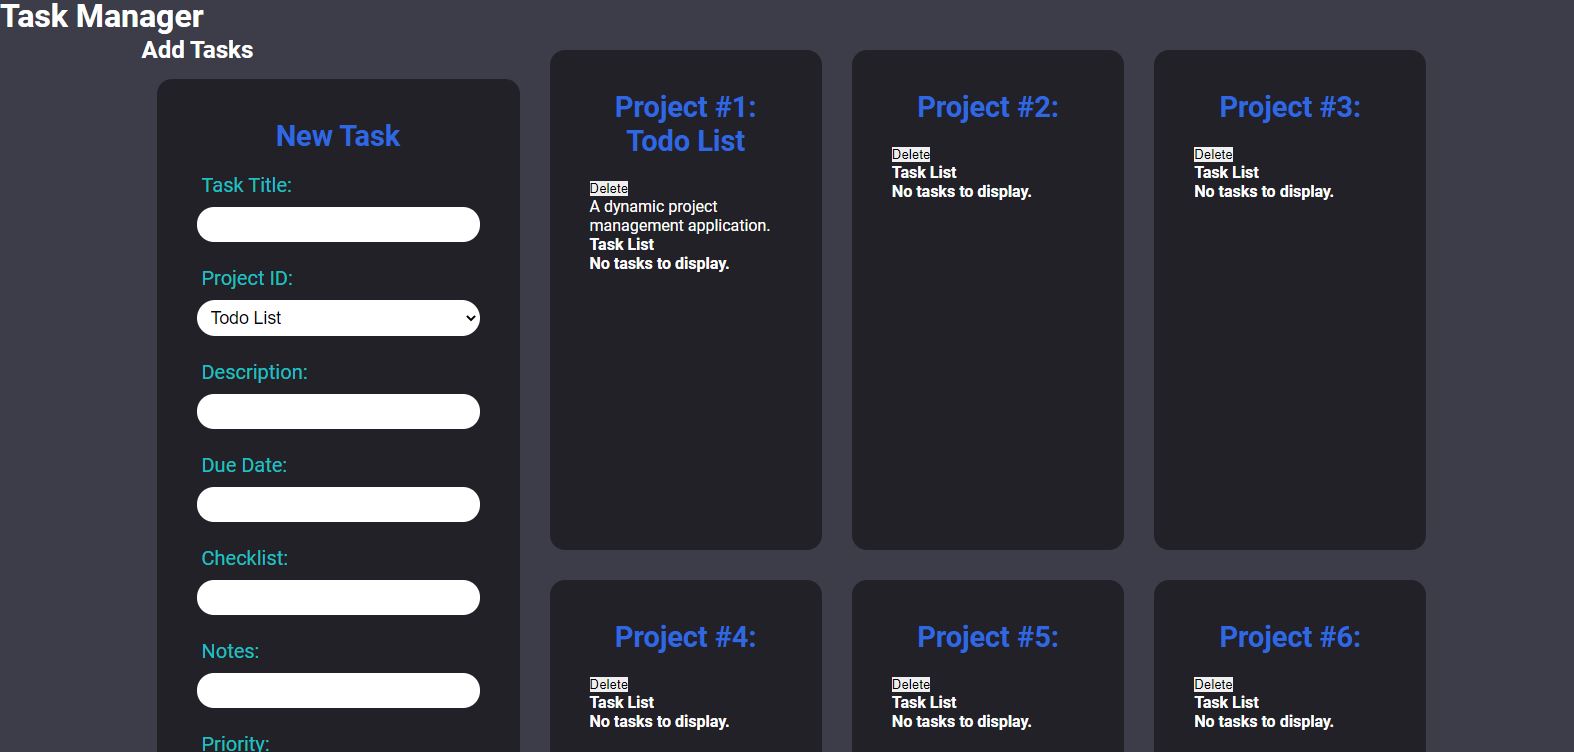 Task Manager
Add Tasks
New Task
Task Title:
Project ID:
Todo List
Description:
Due Date:
Checklist:
Notes:
Priority:
Project #1:
Todo List
Delete
A dynamic project
management application.
Task List
No tasks to display.
Project #2:
Delete
Task List
No tasks to display.
Project #3:
Delete
Task List
No tasks to display.
Project #4:
Delete
Task List
No tasks to display.
Project #5:
Delete
Task List
No tasks to display.
Project #6:
Delete
Task List
No tasks to display.